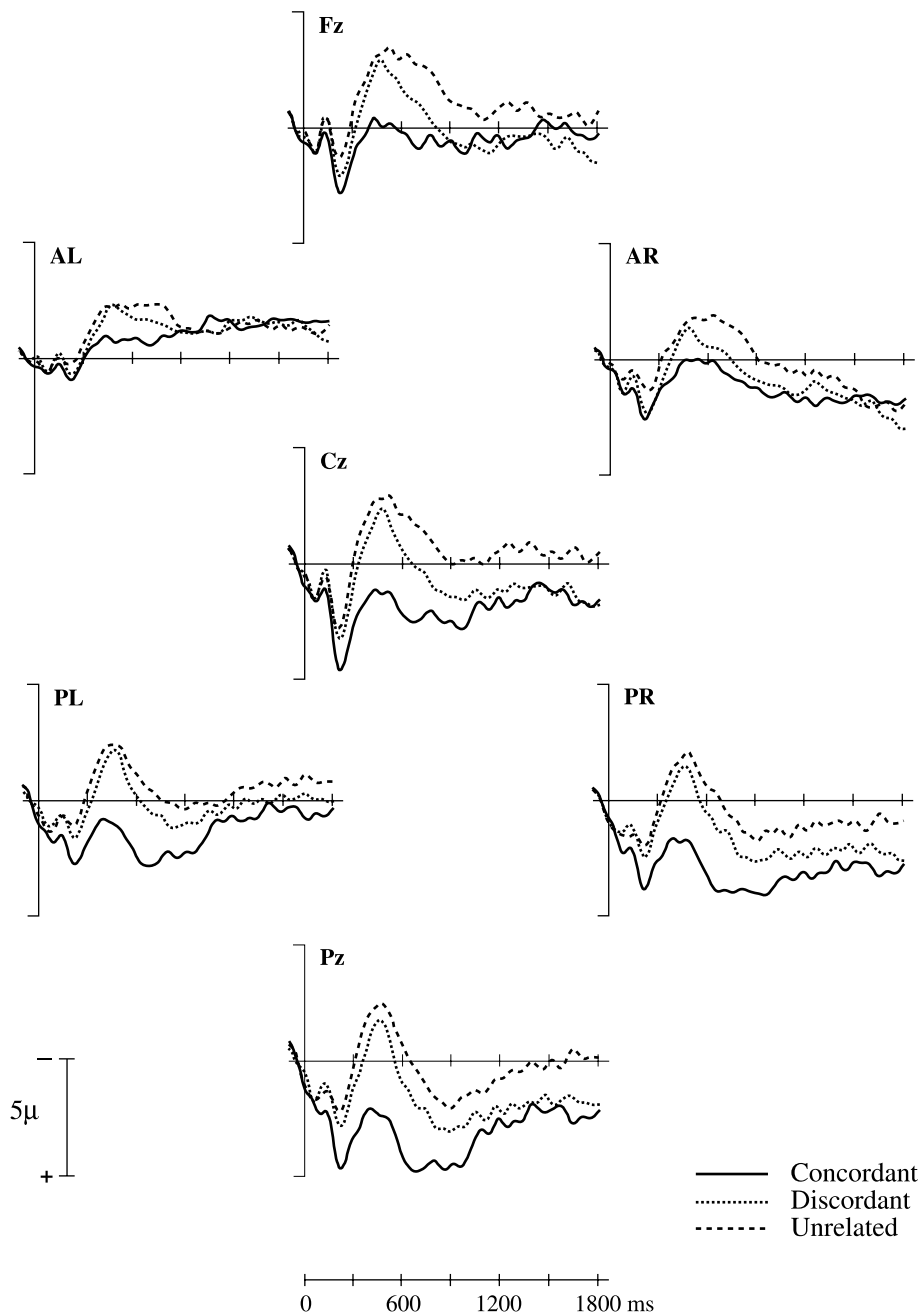 Fz
AL
AR
Cz
PL
PR
Pz
–
5μ
+
Concordant
Discordant
Unrelated
0 600 1200 1800 ms